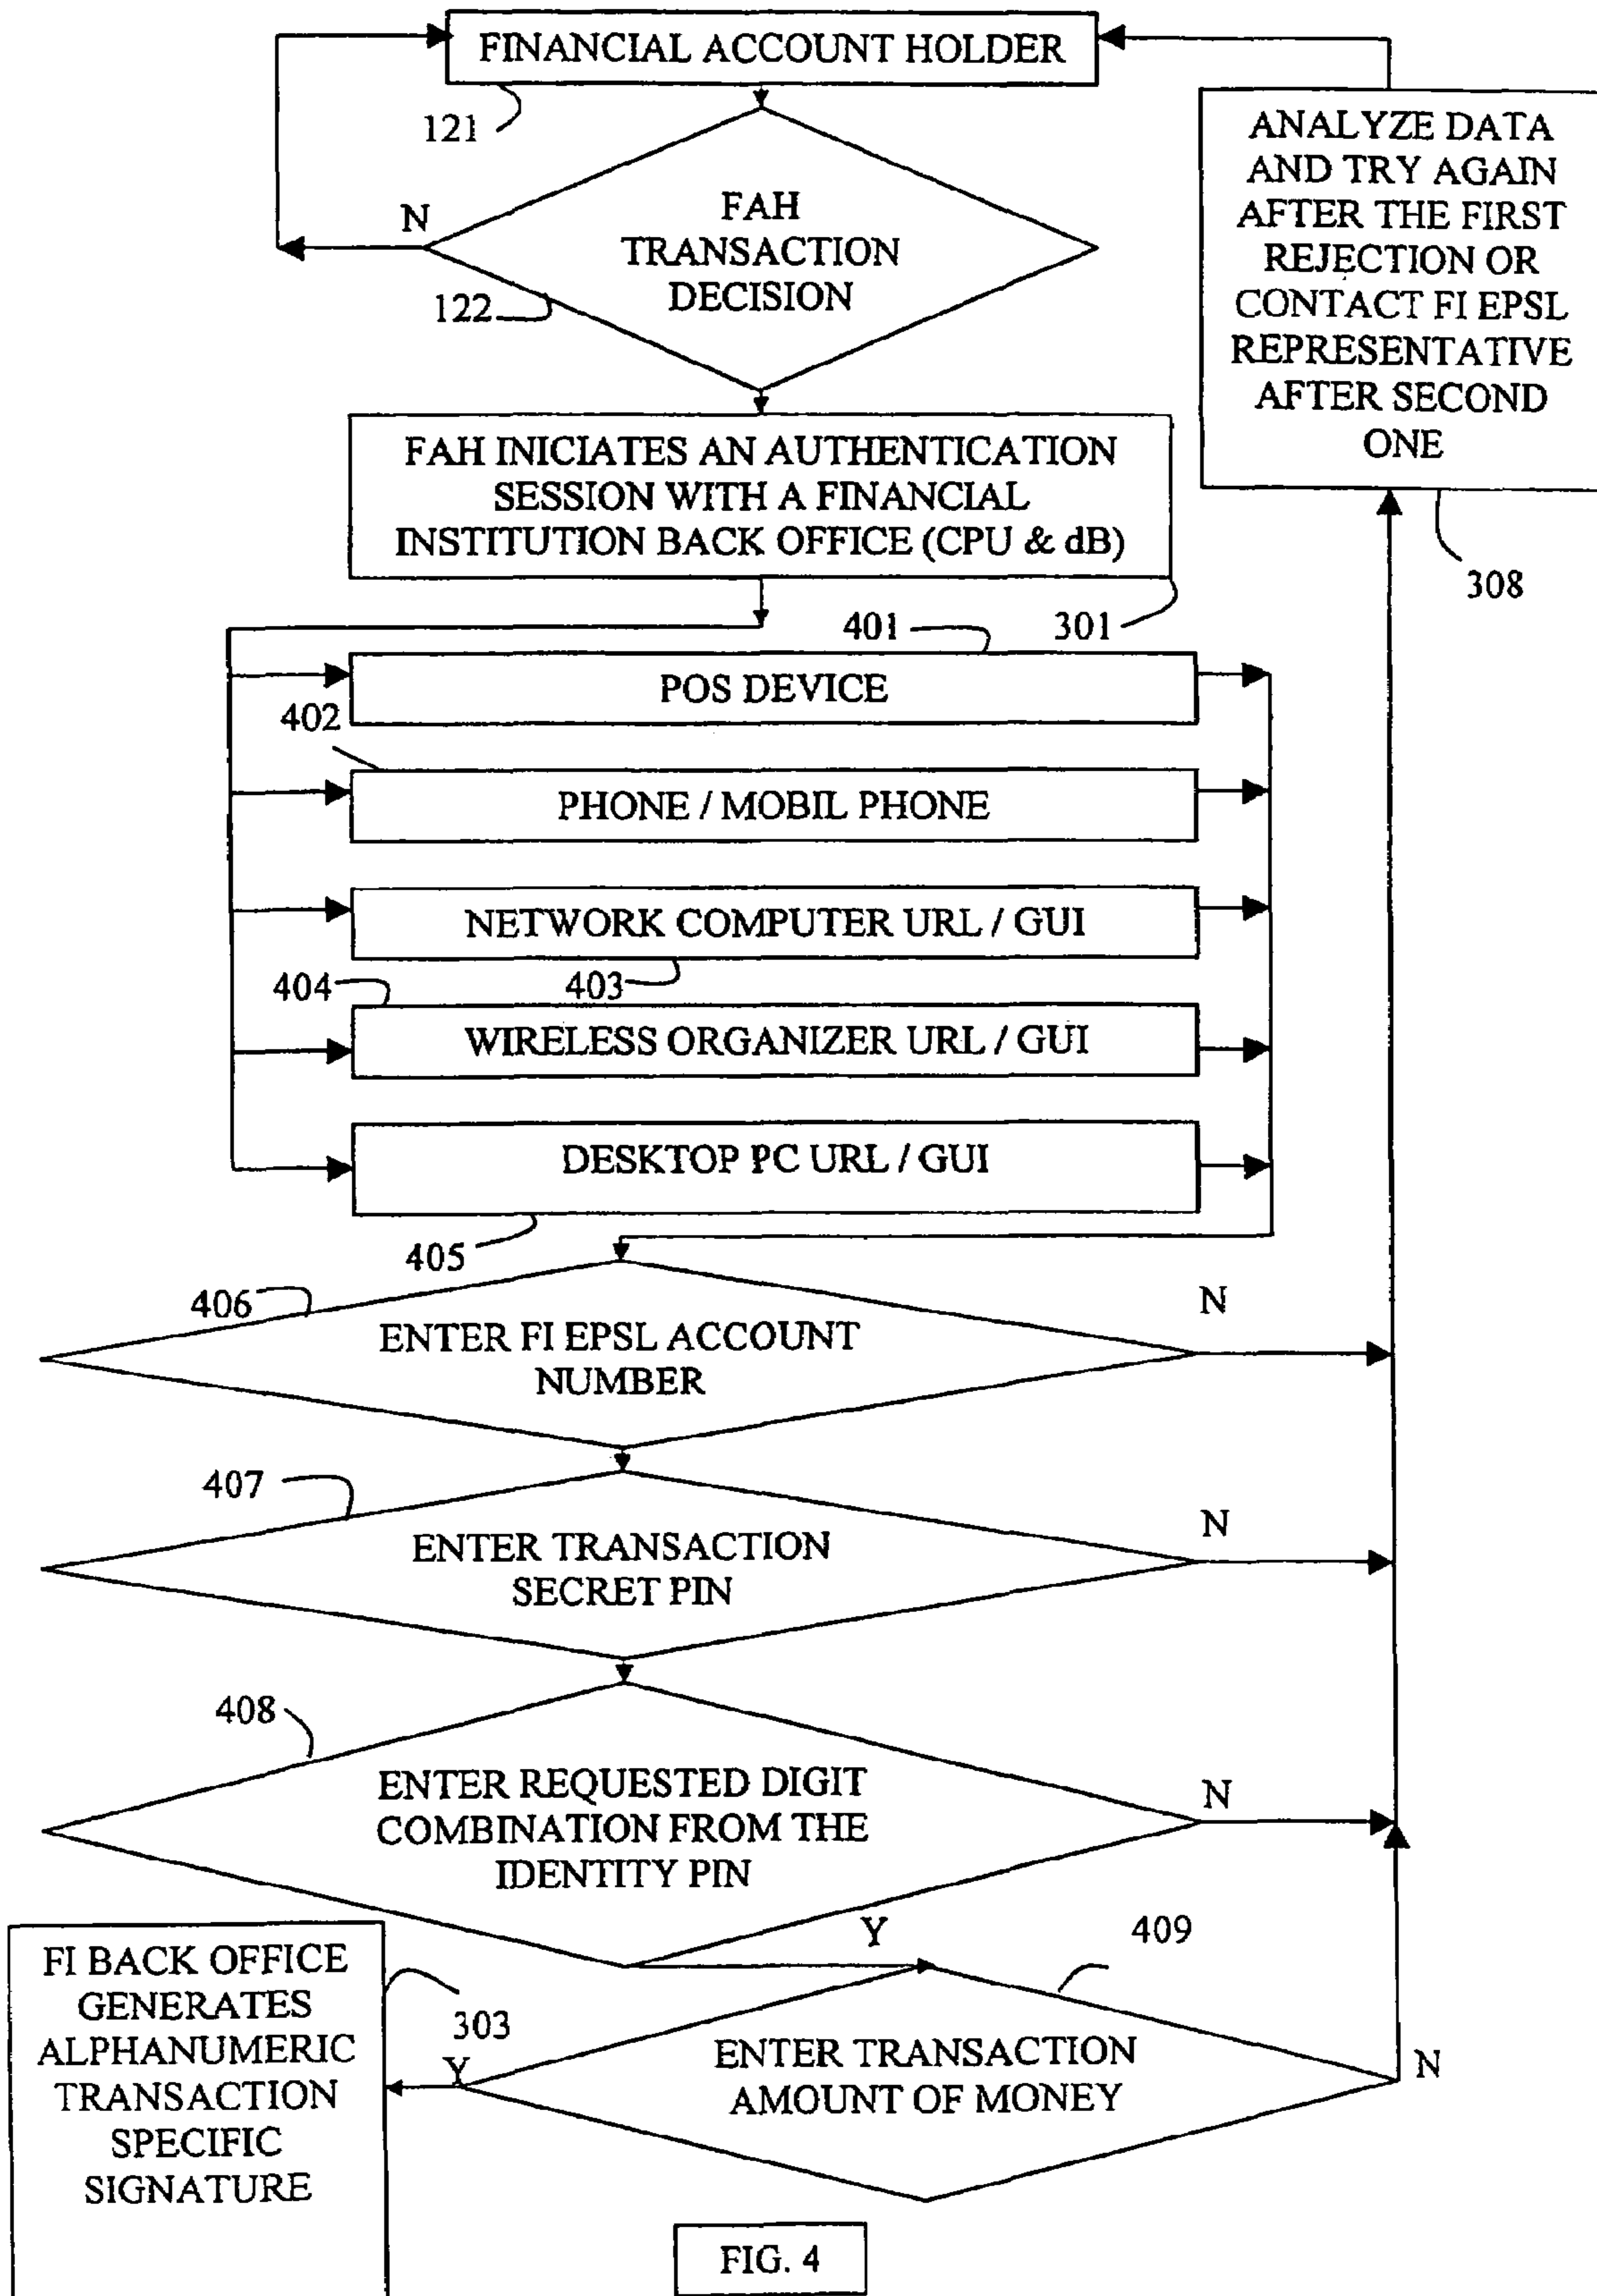 FINANCIAL ACCOUNT HOLDER
121
ANALYZE DATA
AND TRY AGAIN
AFTER THE FIRST
REJECTION OR
CONTACT FI EPSL
REPRESENTATIVE
AFTER SECOND
ONE
308
N
FAH
TRANSACTION
DECISION
122
FAH INICIATES AN AUTHENTICATION
SESSION WITH A FINANCIAL
INSTITUTION BACK OFFICE (CPU & dB)
401
301
POS DEVICE
402
PHONE / MOBIL PHONE
NETWORK COMPUTER URL / GUI
404
403
WIRELESS ORGANIZER URL / GUI
DESKTOP PC URL / GUI
405
406
N
ENTER FI EPSL ACCOUNT
NUMBER
407
N
ENTER TRANSACTION
SECRET PIN
408
N
ENTER REQUESTED DIGIT
COMBINATION FROM THE
IDENTITY PIN
Y
409
FI BACK OFFICE
GENERATES
ALPHANUMERIC
TRANSACTION
SPECIFIC
SIGNATURE
303
Y
ENTER TRANSACTION
AMOUNT OF MONEY
N
FIG. 4